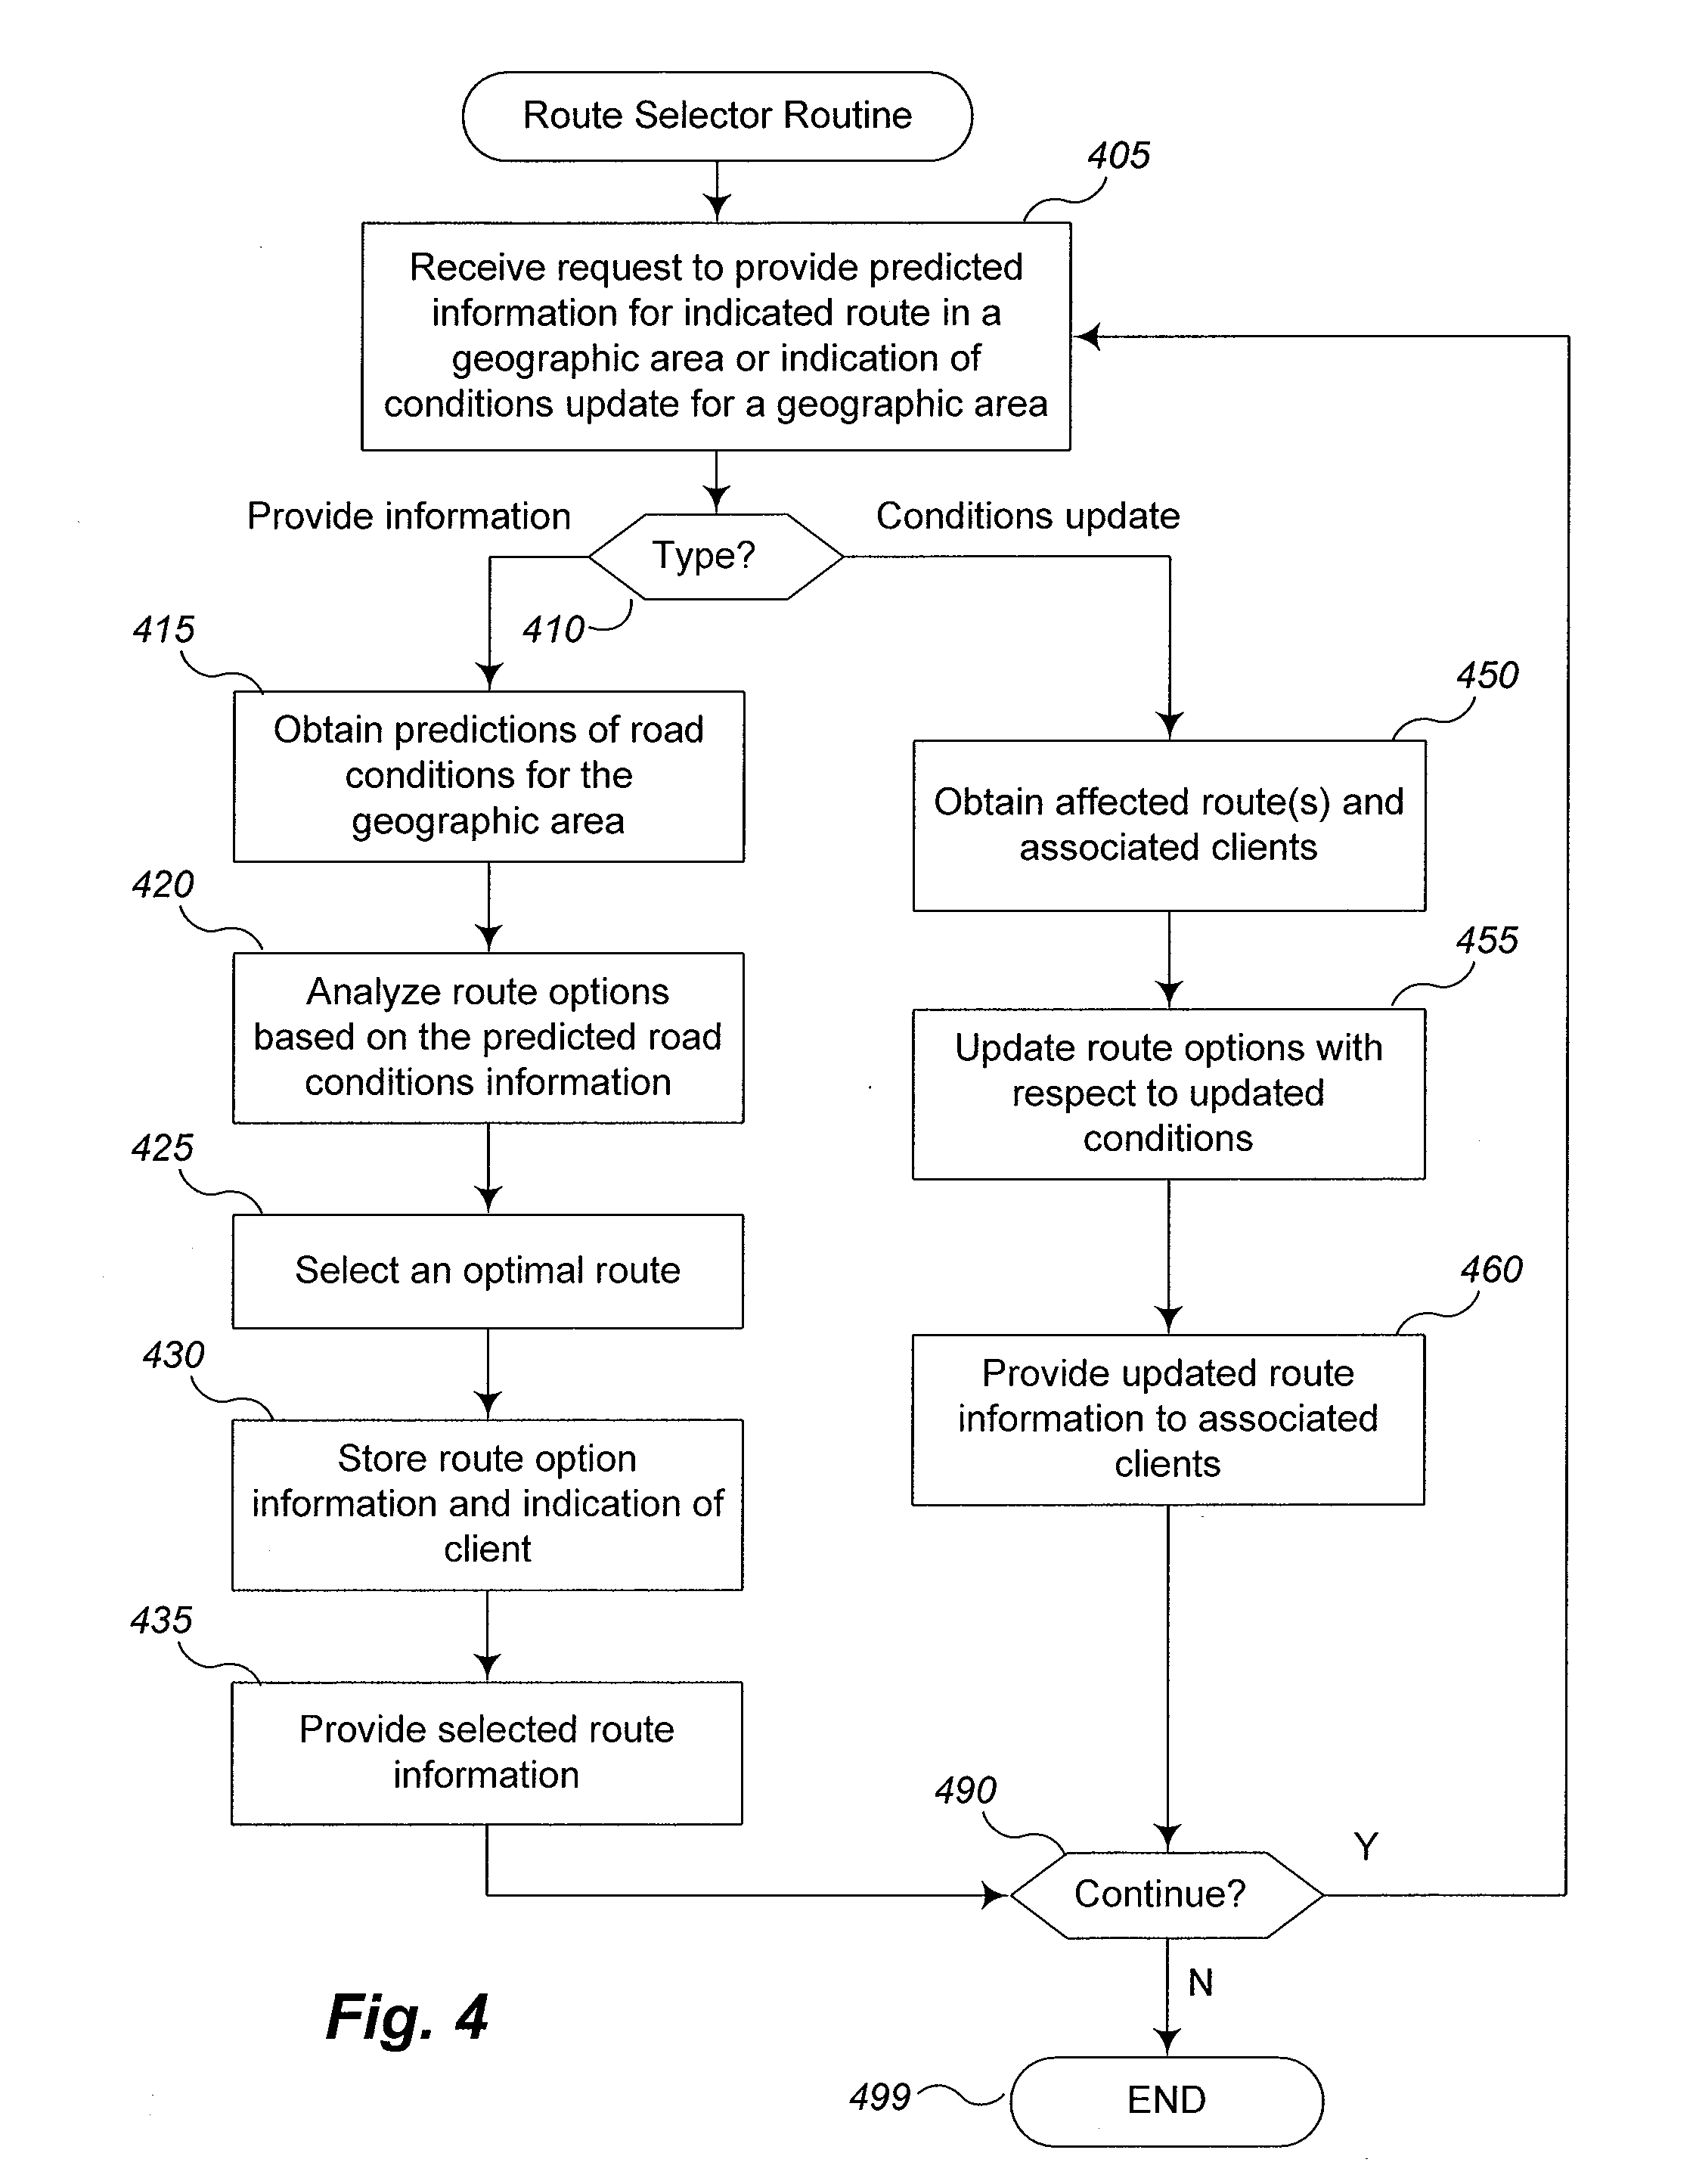 Route Selector Routine
405
Receive request to provide predicted
information for indicated route in a
geographic area or indication of
conditions update for a geographic area
Provide information
Conditions update
Type?
410
415
Obtain predictions of road
conditions for the
geographic area
420
Analyze route options
based on the predicted road
conditions information
425
Select an optimal route
430
Store route option
information and indication of
client
435
Provide selected route
information
450
Obtain affected route(s) and
associated clients
455
Update route options with
respect to updated
conditions
460
Provide updated route
information to associated
clients
490
Continue?
Y
N
499
END
Fig. 4